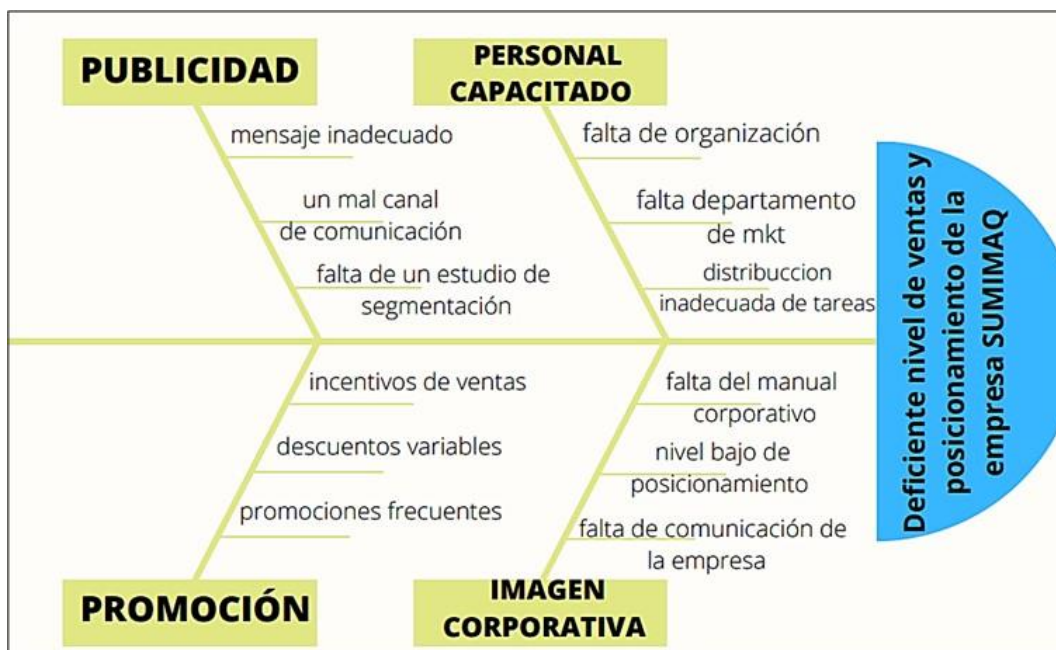 PUBLICIDAD
mensaje inadecuado
un mal canal
de comunicación
falta de un estudio de
segmentación
PERSONAL
CAPACITADO
falta de organización
falta departamento
de mkt
distribuccion
inadecuada de tareas
incentivos de ventas
descuentos variables
promociones frecuentes
PROMOCIÓN
falta del manual
corporativo
nivel bajo de
posicionamiento
falta de comunicación de
la empresa
IMAGEN
CORPORATIVA
Deficiente nivel de ventas y
posicionamiento de la
empresa SUMIMAQ